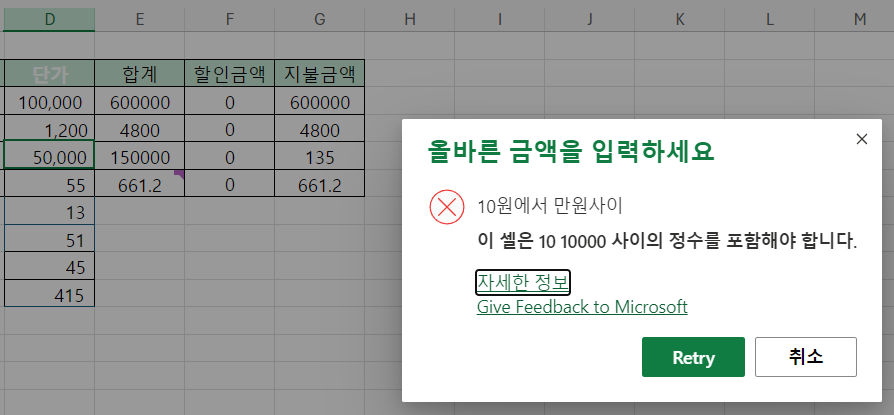 D E F G H I J K L M
단가 합계 할인금액 지불금액
100,000 600000 0 600000
1,200 4800 0 4800
50,000 150000 0 135
55 661.2 0 661.2
13
51
45
415
올바른 금액을 입력하세요
10원에서 만원사이
이 셀은 10 10000 사이의 정수를 포함해야 합니다.
자세한 정보
Give Feedback to Microsoft
Retry 취소